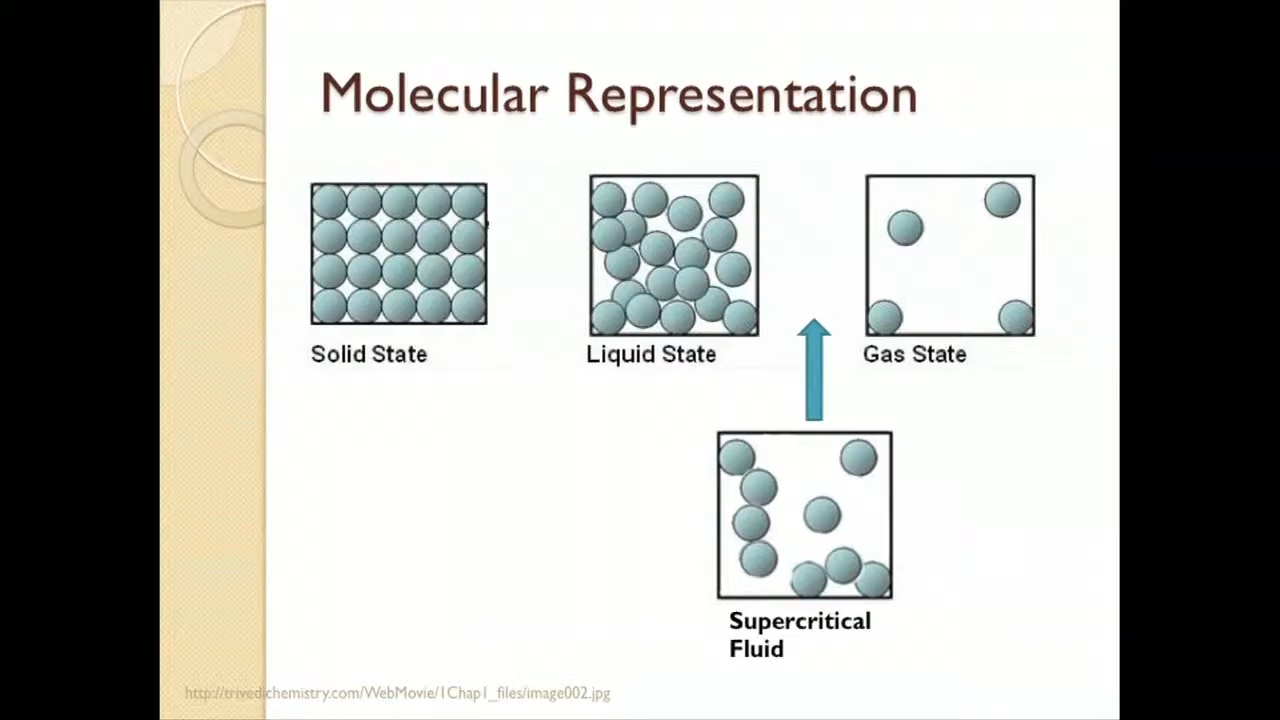 Molecular Representation
Solid State
Liquid State
Gas State
Supercritical
Fluid
http://trivedichemistry.com/WebMovie/1Chap1_files/image002.jpg